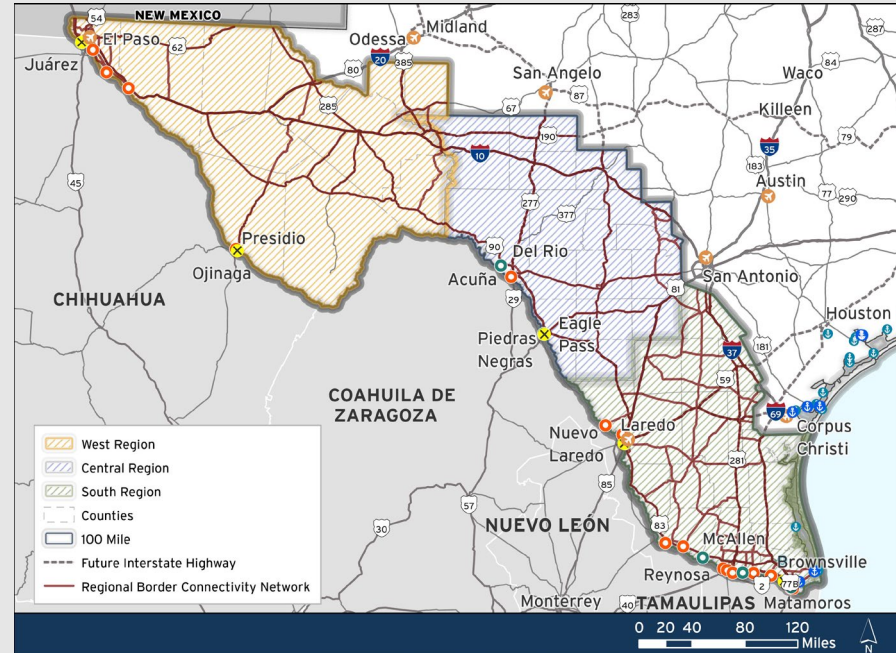 NEW MEXICO
54
283
287
El Paso
62
Odessa
Midland
Juárez
20
385
80
84
San Angelo
Waco
87
285
67
Killeen
190
79
10
35
183
45
Austin
77
290
277
377
Presidio
90
Del Rio
San Antonio
Ojinaga
Acuña
81
CHIHUAHUA
29
Houston
Eagle
Pass
Piedras
Negras
181
37
59
COAHUILA DE
ZARAGOZA
69
Nuevo
Laredo
Laredo
Corpus
Christi
281
85
57
83
30
NUEVO LEÓN
McAllen
Brownsville
Reynosa
2
77B
Monterrey
40
TAMAULIPAS
Matamoros
West Region
Central Region
South Region
Counties
100 Mile
Future Interstate Highway
Regional Border Connectivity Network
0 20 40 80 120
Miles
N